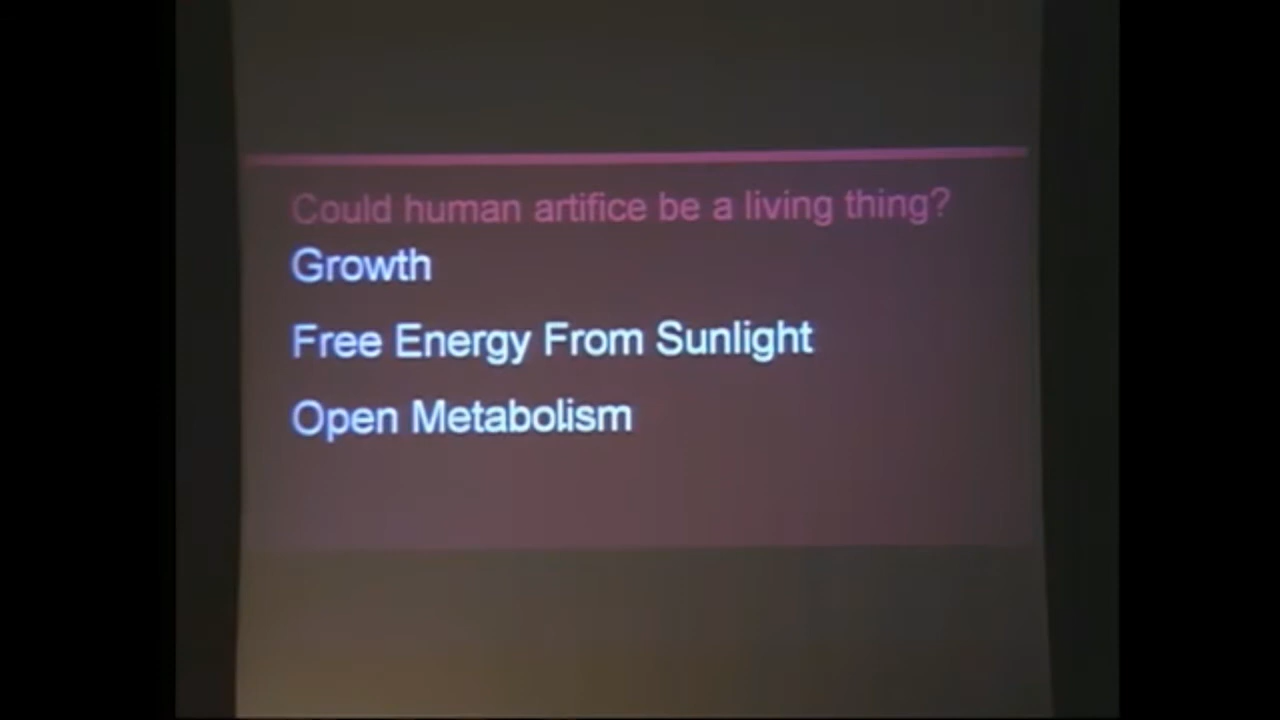 Could human artifice be a living thing?
Growth
Free Energy From Sunlight
Open Metabolism